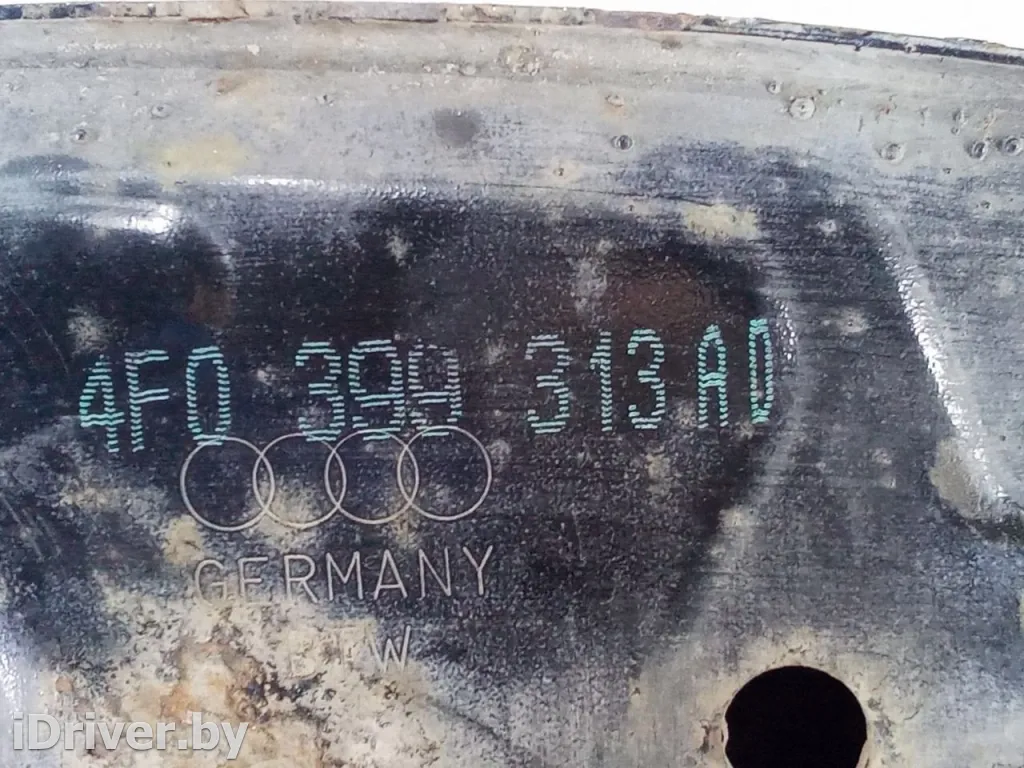 4F0 399 313 AD
GERMANY
W
iDriver.by